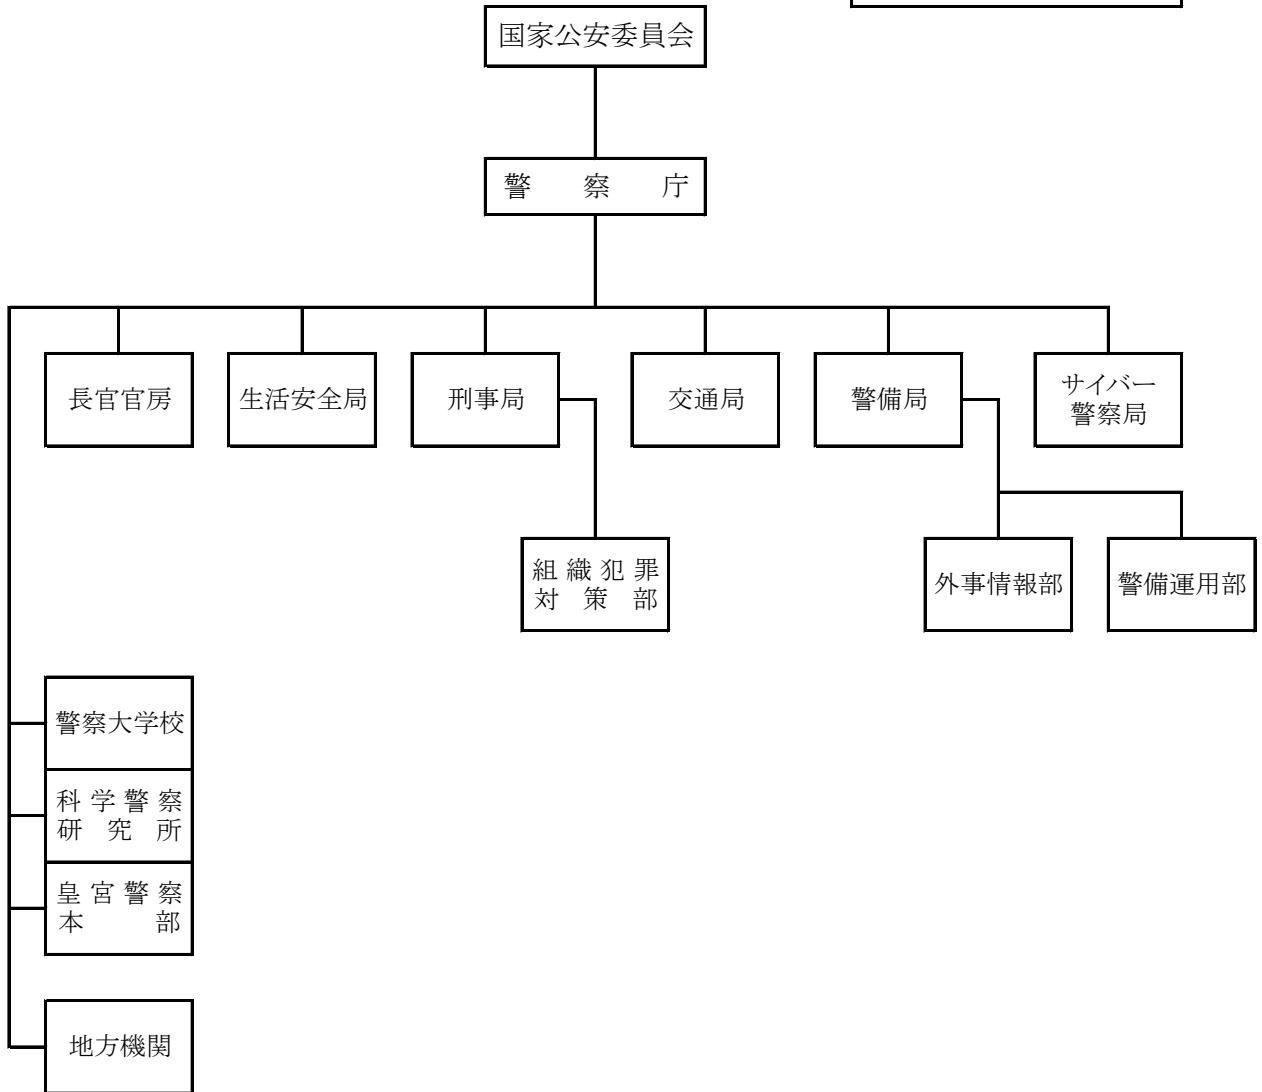 国家公安委員会
警察庁
長官官房
生活安全局
刑事局
交通局
警備局
サイバー
警察局
組織犯罪
対策部
外事情報部
警備運用部
警察大学校
科学警察
研究所
皇宮警察
本部
地方機関